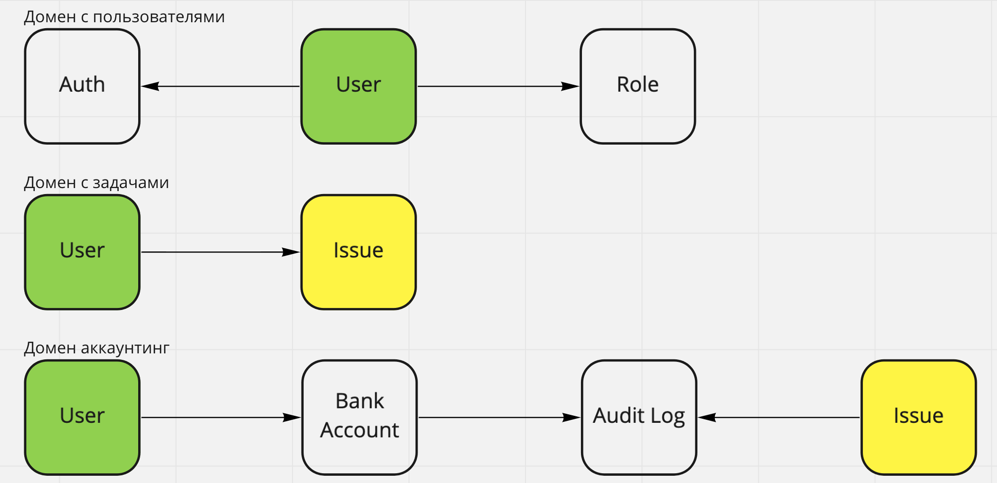 Домен с пользователями
Auth
User
Role
Домен с задачами
User
Issue
Домен аккаунтинг
User
Bank
Account
Audit Log
Issue